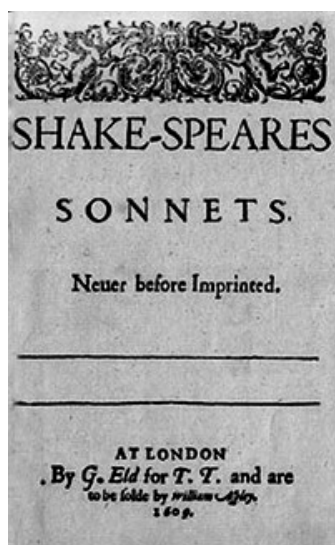 SHAKE-SPEARES
SONNETS.
Neuer before Imprinted.
AT LONDON
By G. Eld for T. T. and are
to be solde by William Aspley.
1609.